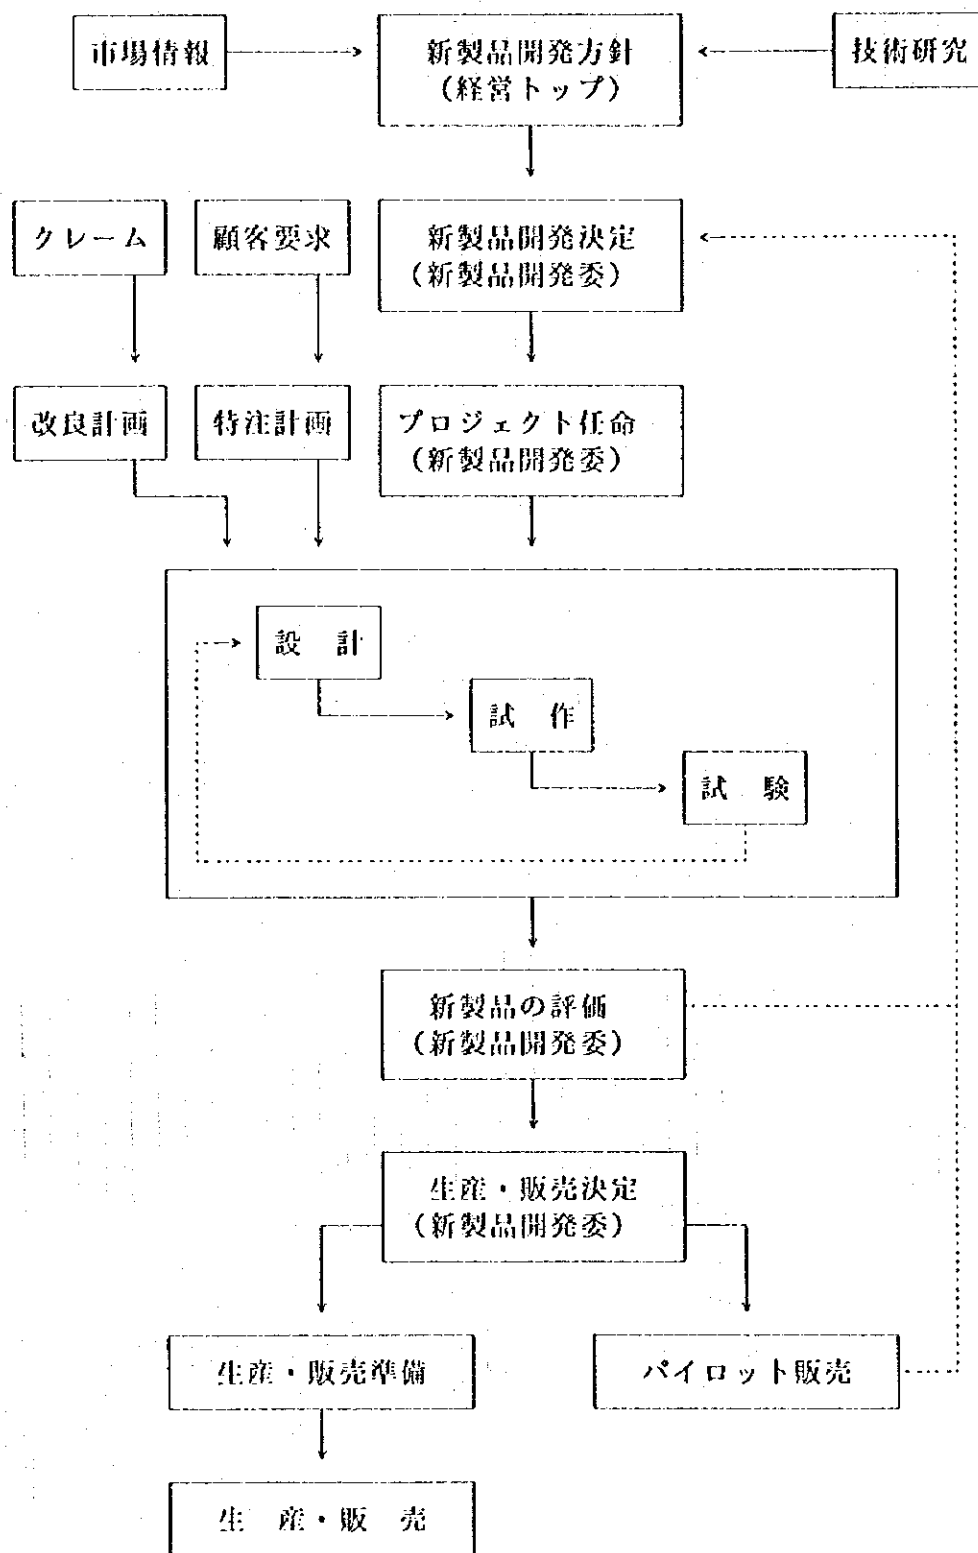 市場情報
新製品開発方針
(経営トップ)
技術研究
クレーム
顧客要求
新製品開発決定
(新製品開発委)
改良計画
特注計画
プロジェクト任命
(新製品開発委)
設 計
試 作
試 験
新製品の評価
(新製品開発委)
生産・販売決定
(新製品開発委)
生産・販売準備
パイロット販売
生 産・販 売